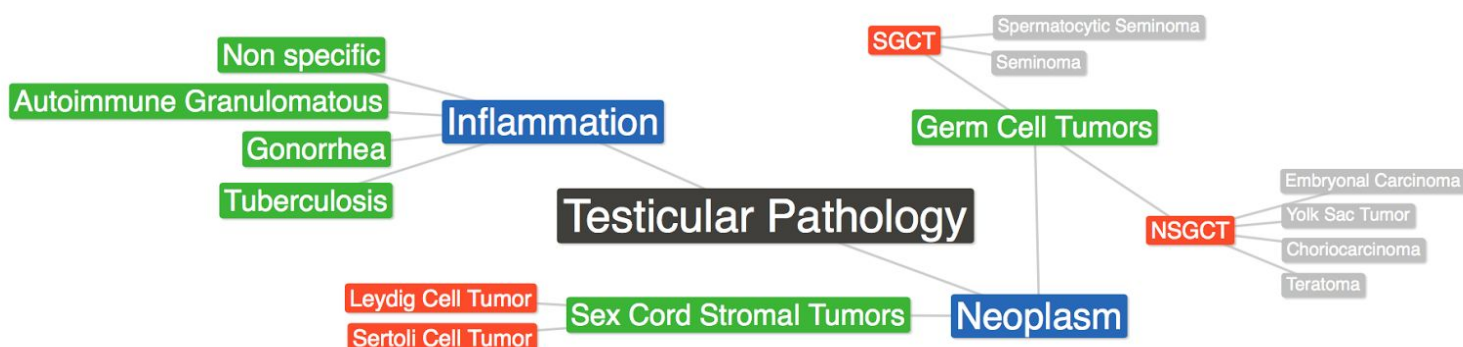 Testicular Pathology
Inflammation
Non specific
Autoimmune Granulomatous
Gonorrhea
Tuberculosis
Neoplasm
Germ Cell Tumors
SGCT
Spermatocytic Seminoma
Seminoma
NSGCT
Embryonal Carcinoma
Yolk Sac Tumor
Choriocarcinoma
Teratoma
Sex Cord Stromal Tumors
Leydig Cell Tumor
Sertoli Cell Tumor